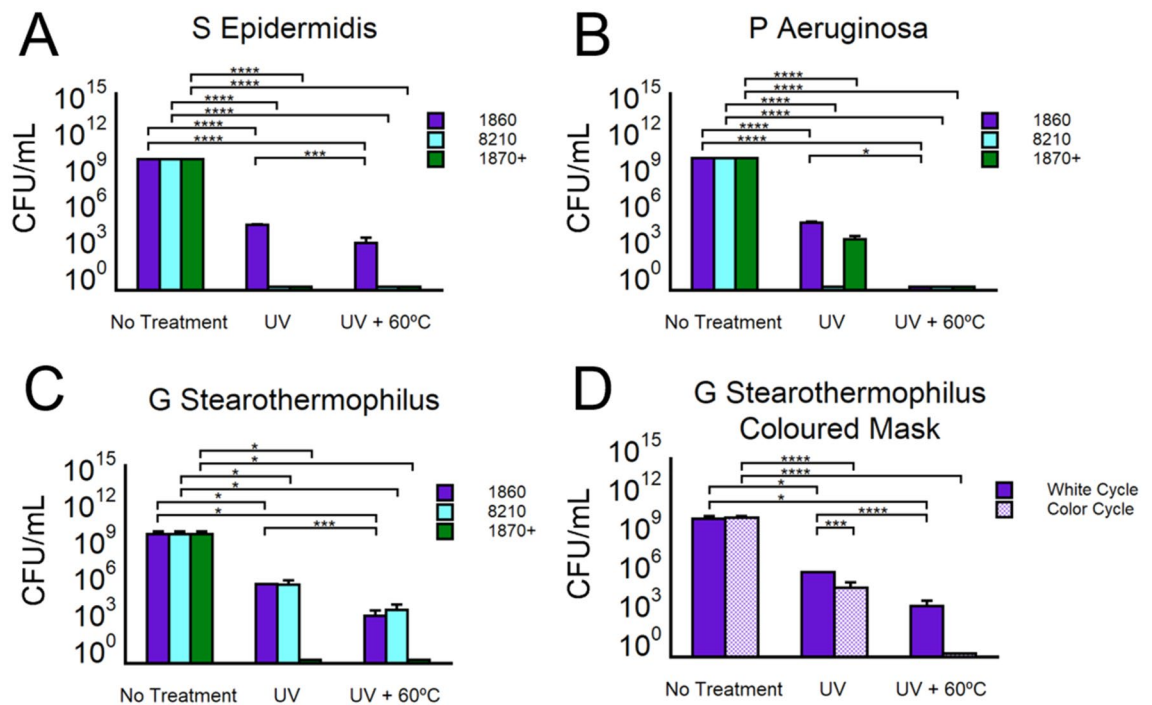 A
S Epidermidis
CFU/mL
10^15
10^12
10^9
10^6
10^3
10^0
****
****
****
****
****
****
***
1860
8210
1870+
No Treatment
UV
UV + 60ºC
B
P Aeruginosa
CFU/mL
10^15
10^12
10^9
10^6
10^3
10^0
****
****
****
****
****
****
*
1860
8210
1870+
No Treatment
UV
UV + 60ºC
C
G Stearothermophilus
CFU/mL
10^15
10^12
10^9
10^6
10^3
10^0
*
*
*
*
*
*
***
1860
8210
1870+
No Treatment
UV
UV + 60ºC
D
G Stearothermophilus
Coloured Mask
CFU/mL
10^15
10^12
10^9
10^6
10^3
10^0
****
****
*
*
****
***
White Cycle
Color Cycle
No Treatment
UV
UV + 60ºC